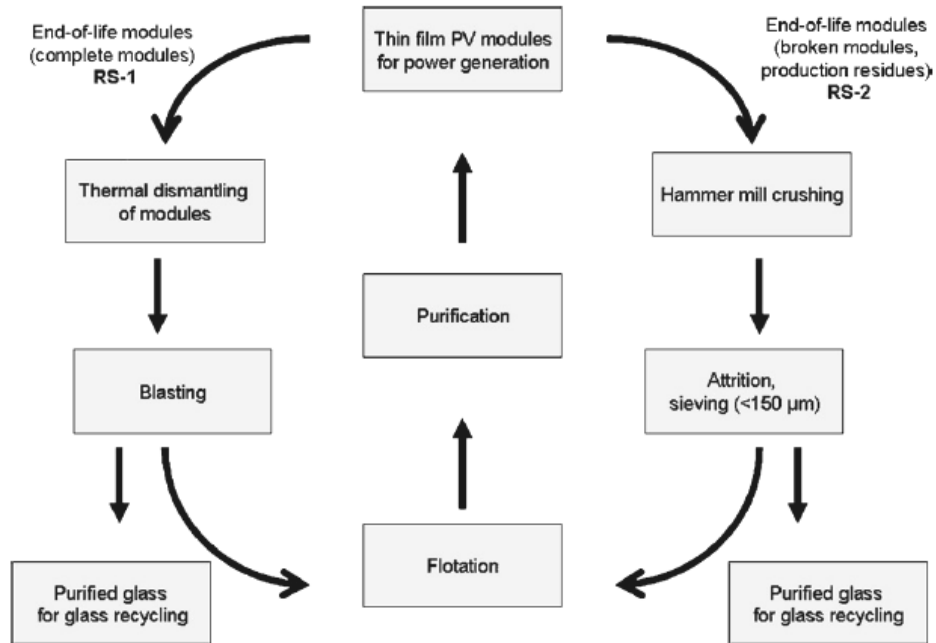 End-of-life modules
(complete modules)
RS-1
Thin film PV modules
for power generation
End-of-life modules
(broken modules,
production residues)
RS-2
Thermal dismantling
of modules
Hammer mill crushing
Purification
Blasting
Attrition,
sieving (<150 µm)
Flotation
Purified glass
for glass recycling
Purified glass
for glass recycling